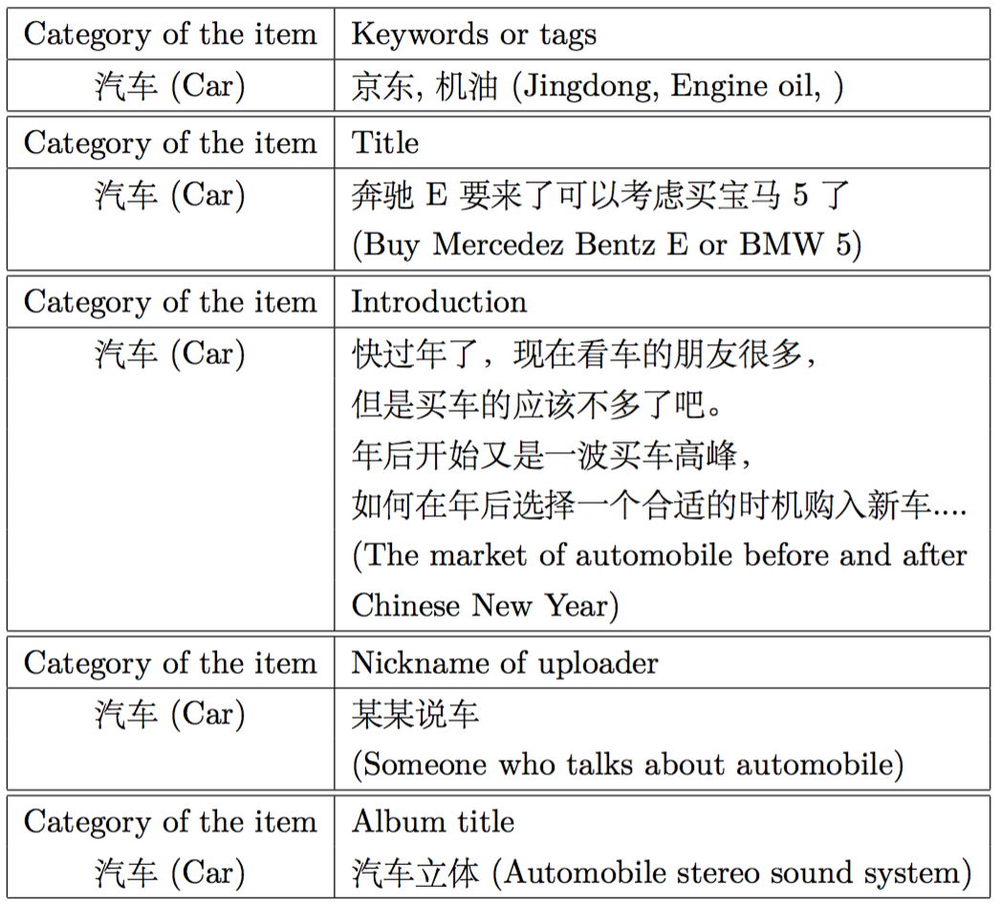 Category of the item Keywords or tags
汽车 (Car) 京东, 机油 (Jingdong, Engine oil, )
Category of the item Title
汽车 (Car) 奔驰 E 要来了可以考虑买宝马 5 了
(Buy Mercedez Bentz E or BMW 5)
Category of the item Introduction
汽车 (Car) 快过年了，现在看车的朋友很多，
但是买车的应该不多了吧。
年后开始又是一波买车高峰，
如何在年后选择一个合适的时机购入新车....
(The market of automobile before and after
Chinese New Year)
Category of the item Nickname of uploader
汽车 (Car) 某某说车
(Someone who talks about automobile)
Category of the item Album title
汽车 (Car) 汽车立体 (Automobile stereo sound system)